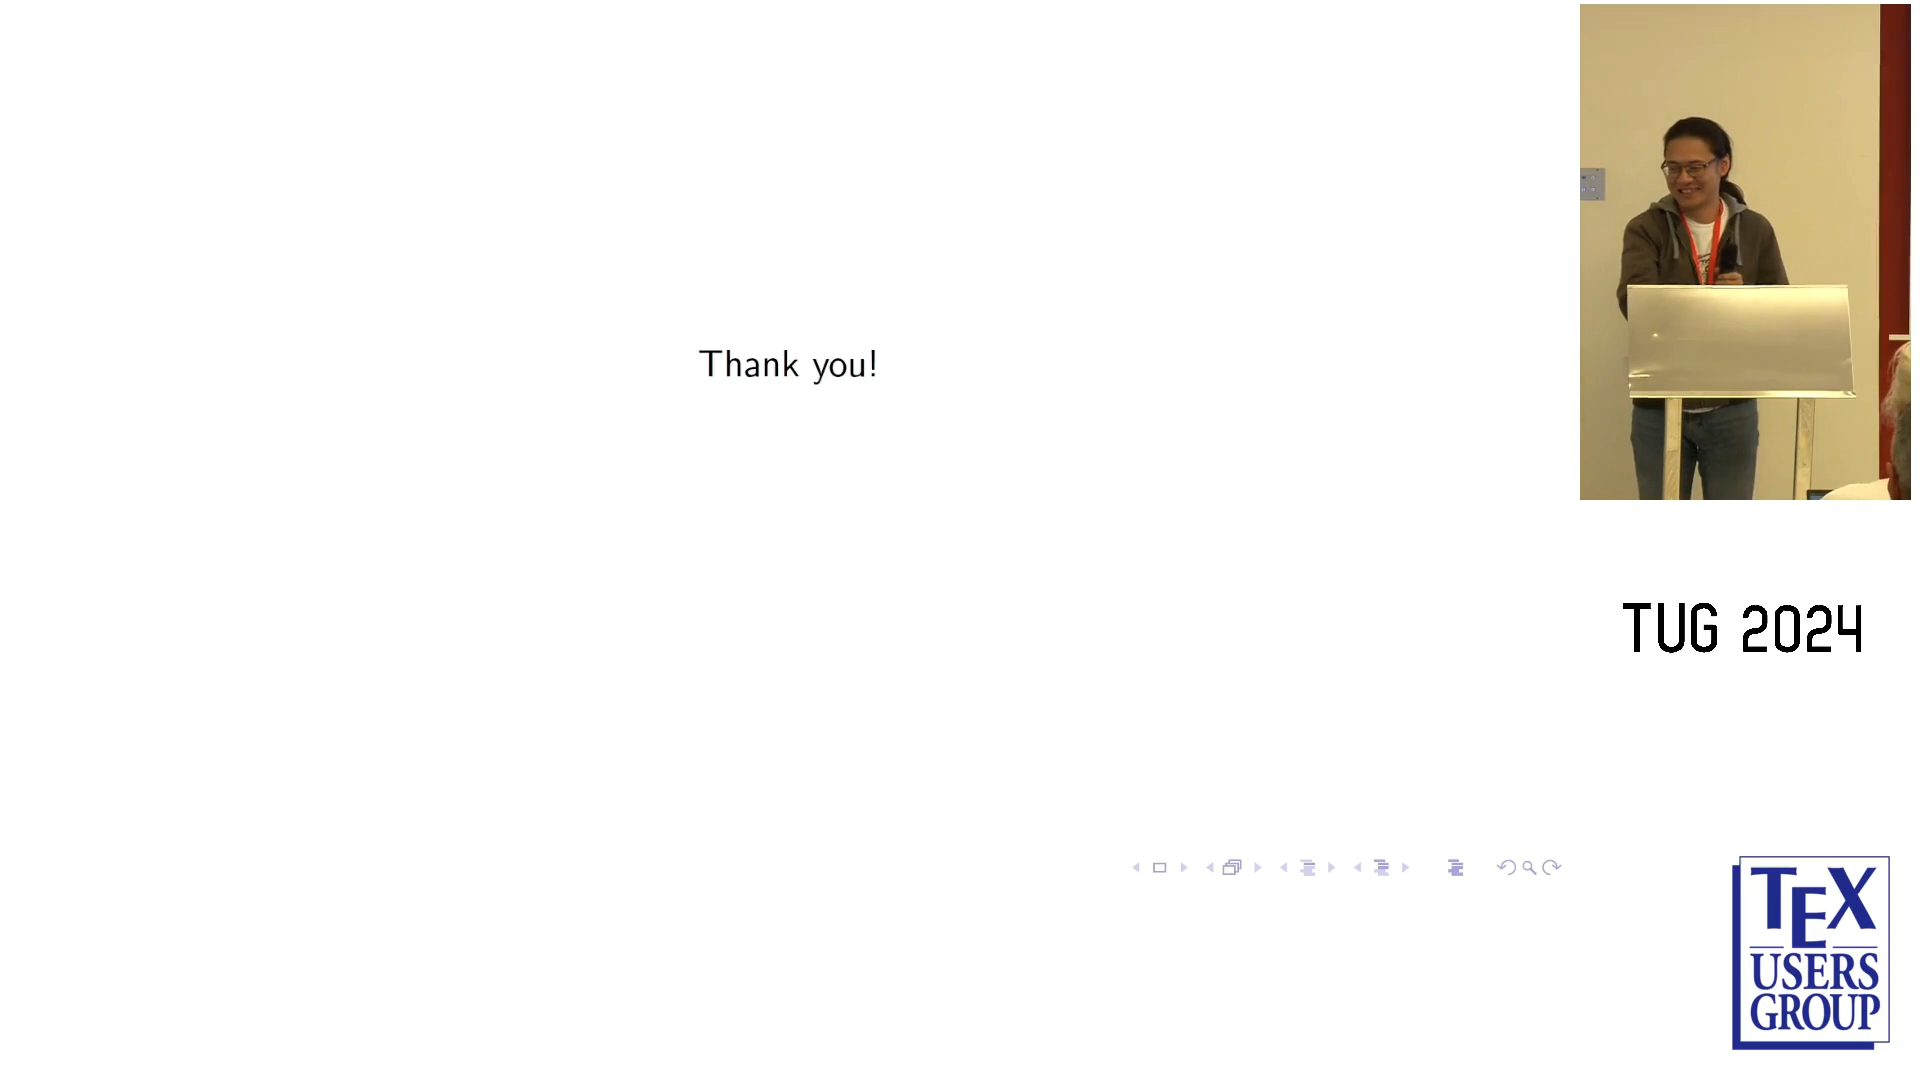 Thank you!
TUG 2024
TEX
USERS
GROUP